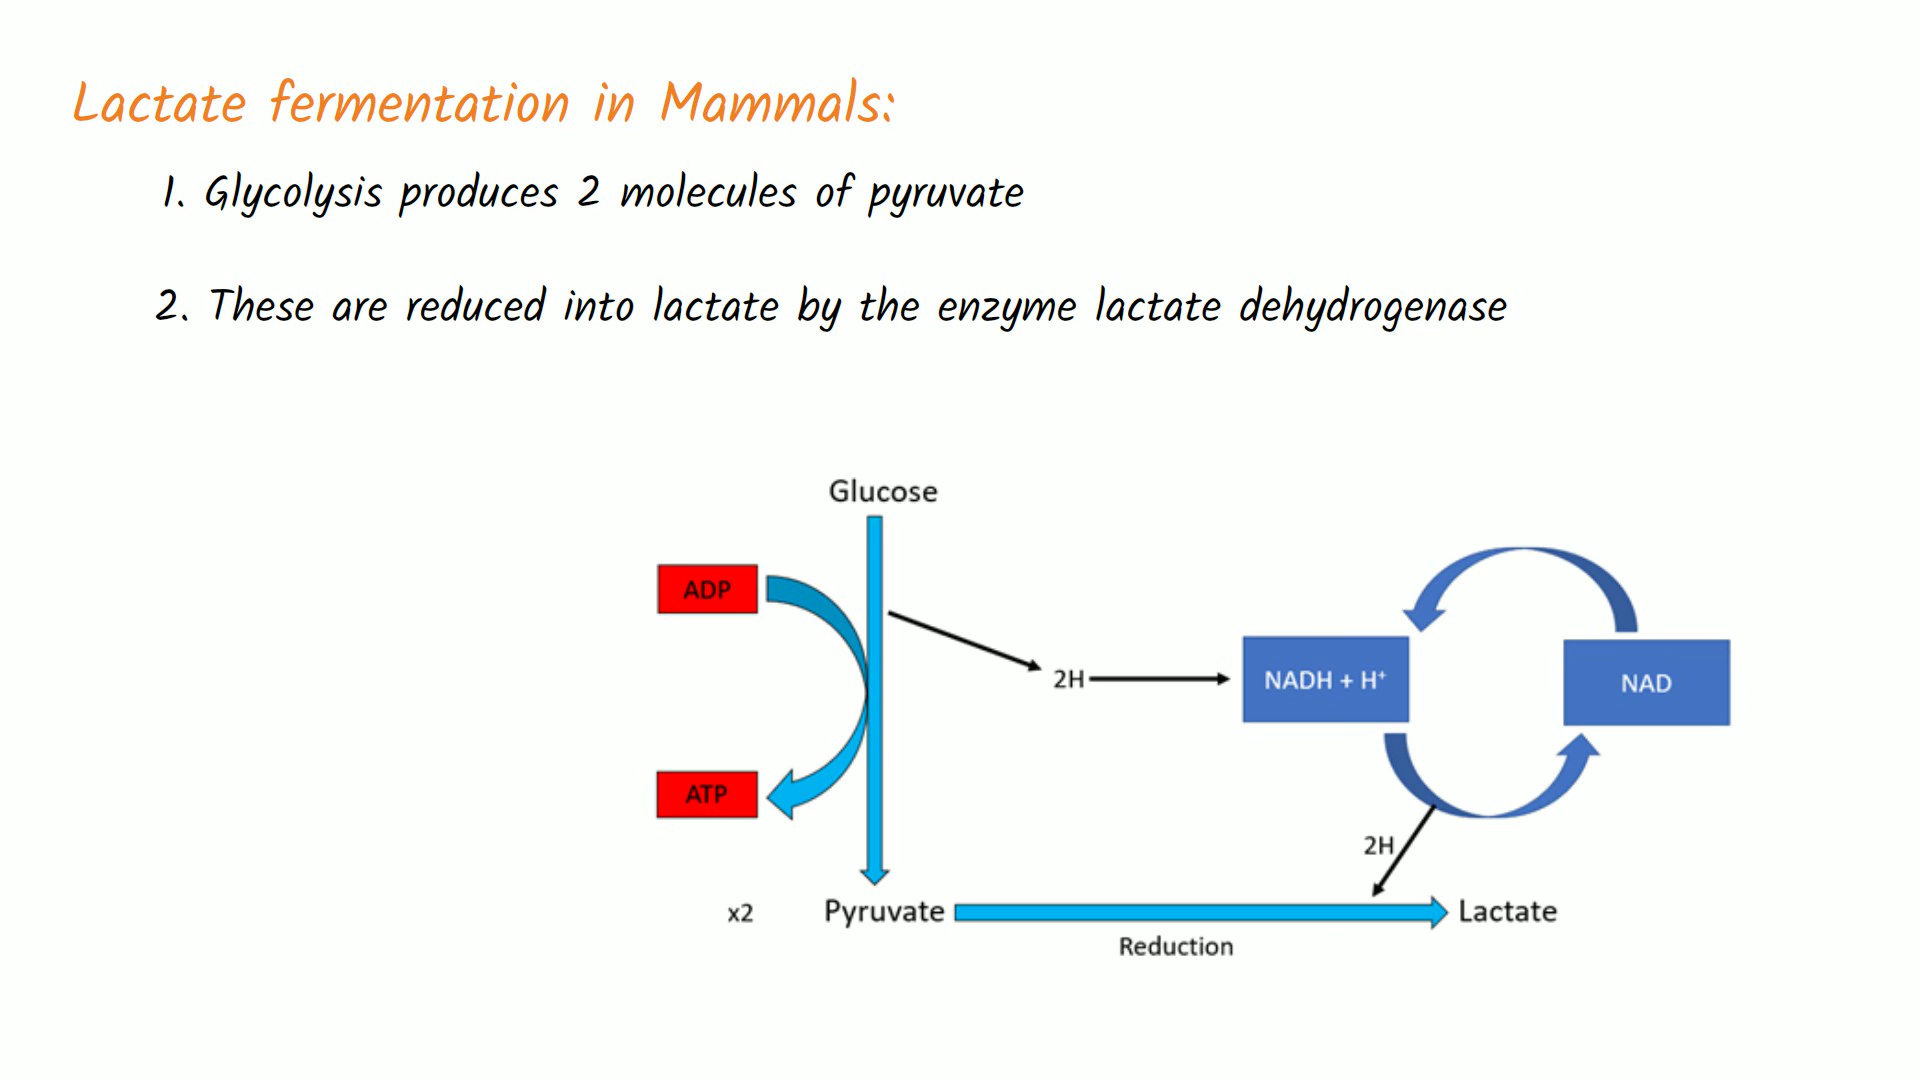 Lactate fermentation in Mammals:
1. Glycolysis produces 2 molecules of pyruvate
2. These are reduced into lactate by the enzyme lactate dehydrogenase
Glucose
ADP
2H
NADH + H⁺
NAD
ATP
2H
x2
Pyruvate
Lactate
Reduction